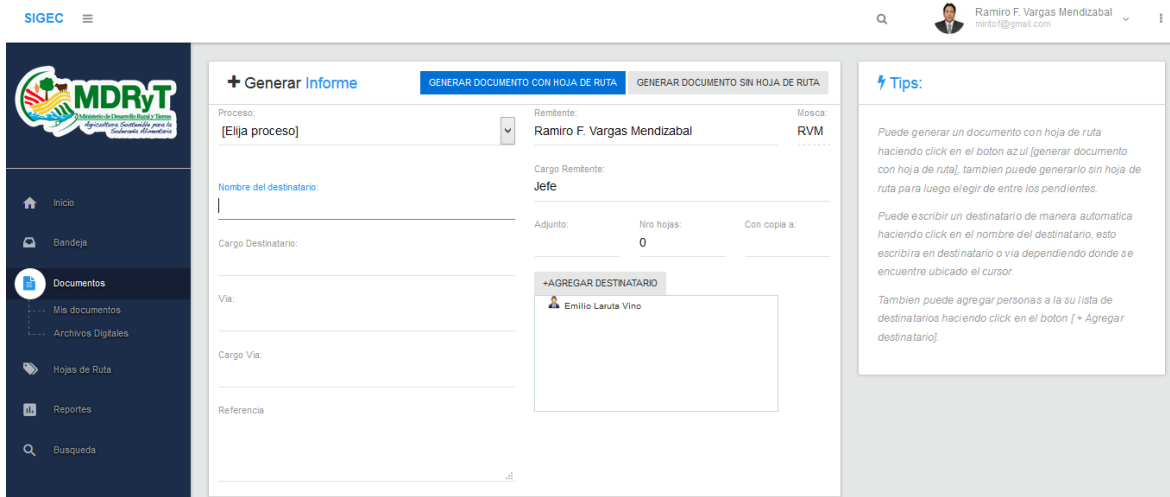 SIGEC
Ramiro F. Vargas Mendizabal
miritof@gmail.com
MDRyT
Ministerio de Desarrollo Rural y Tierras
Agricultura Sostenible para la
Soberanía Alimentaria
Inicio
Bandeja
Documentos
Mis documentos
Archivos Digitales
Hojas de Ruta
Reportes
Busqueda
+ Generar Informe
GENERAR DOCUMENTO CON HOJA DE RUTA
GENERAR DOCUMENTO SIN HOJA DE RUTA
Proceso:
[Elija proceso]
Nombre del destinatario:
Cargo Destinatario:
Via:
Cargo Via:
Referencia
Remitente:
Ramiro F. Vargas Mendizabal
Mosca:
RVM
Cargo Remitente:
Jefe
Adjunto:
Nro hojas:
0
Con copia a:
+AGREGAR DESTINATARIO
Emilio Laruta Vino
Tips:
Puede generar un documento con hoja de ruta
haciendo click en el boton azul [generar documento
con hoja de ruta], tambien puede generarlo sin hoja de
ruta para luego elegir de entre los pendientes.
Puede escribir un destinatario de manera automatica
haciendo click en el nombre del destinatario, esto
escribira en destinatario o via dependiendo donde se
encuentre ubicado el cursor.
Tambien puede agregar personas a la su lista de
destinatarios haciendo click en el boton [ + Agregar
destinatario].